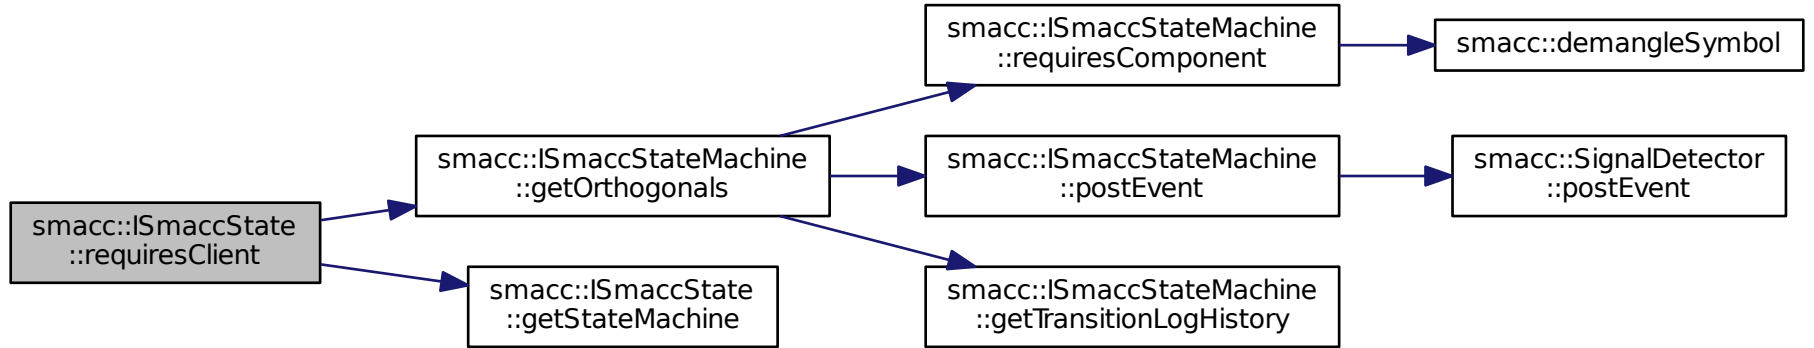 smacc::ISmaccState
::requiresClient
smacc::ISmaccStateMachine
::getOrthogonals
smacc::ISmaccState
::getStateMachine
smacc::ISmaccStateMachine
::requiresComponent
smacc::ISmaccStateMachine
::postEvent
smacc::ISmaccStateMachine
::getTransitionLogHistory
smacc::demangleSymbol
smacc::SignalDetector
::postEvent